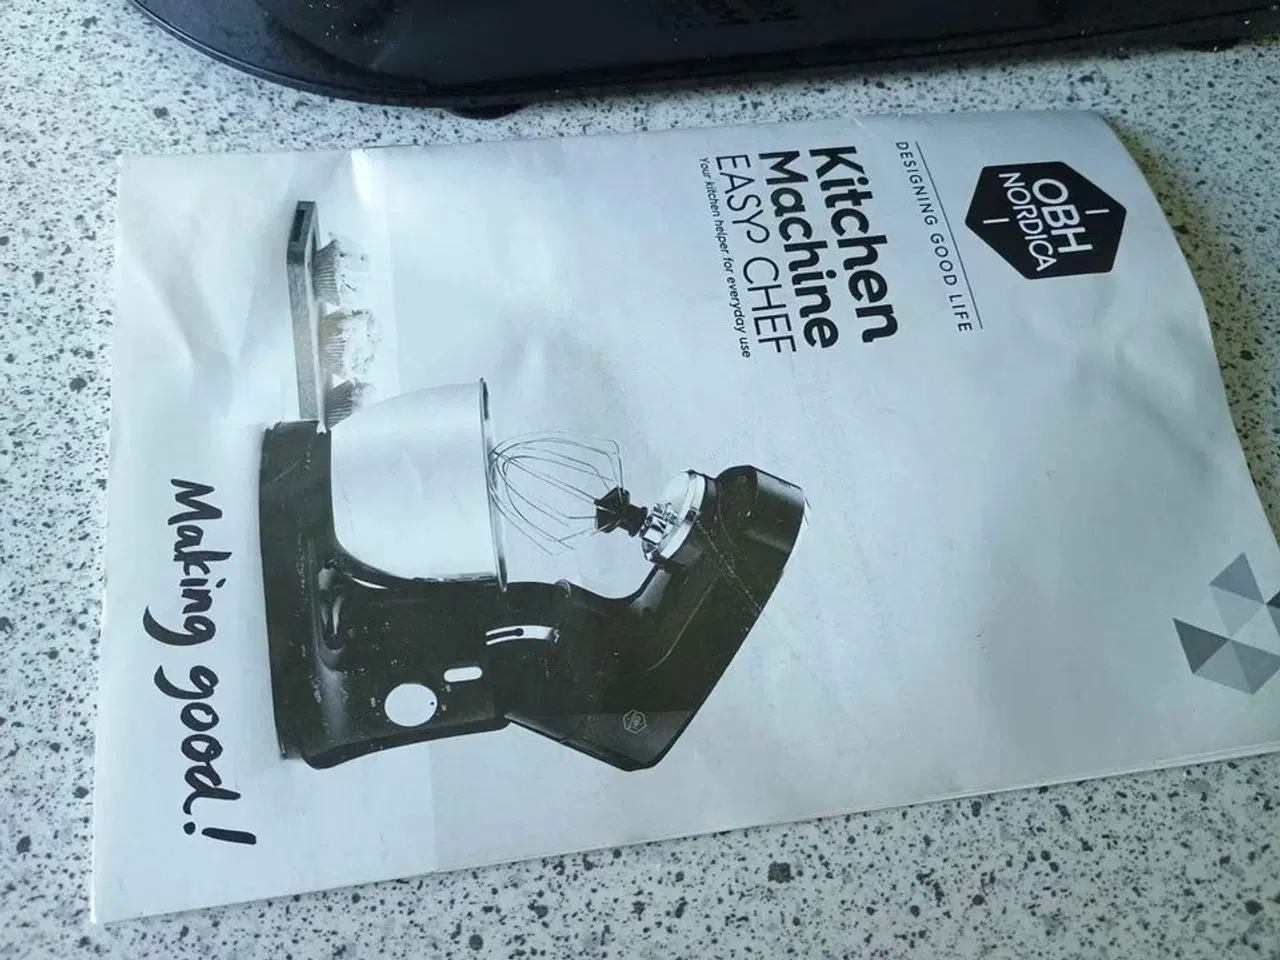 OBH
NORDICA
DESIGNING GOOD LIFE
Kitchen
Machine
EASY CHEF
Your kitchen helper for everyday use
Making good!